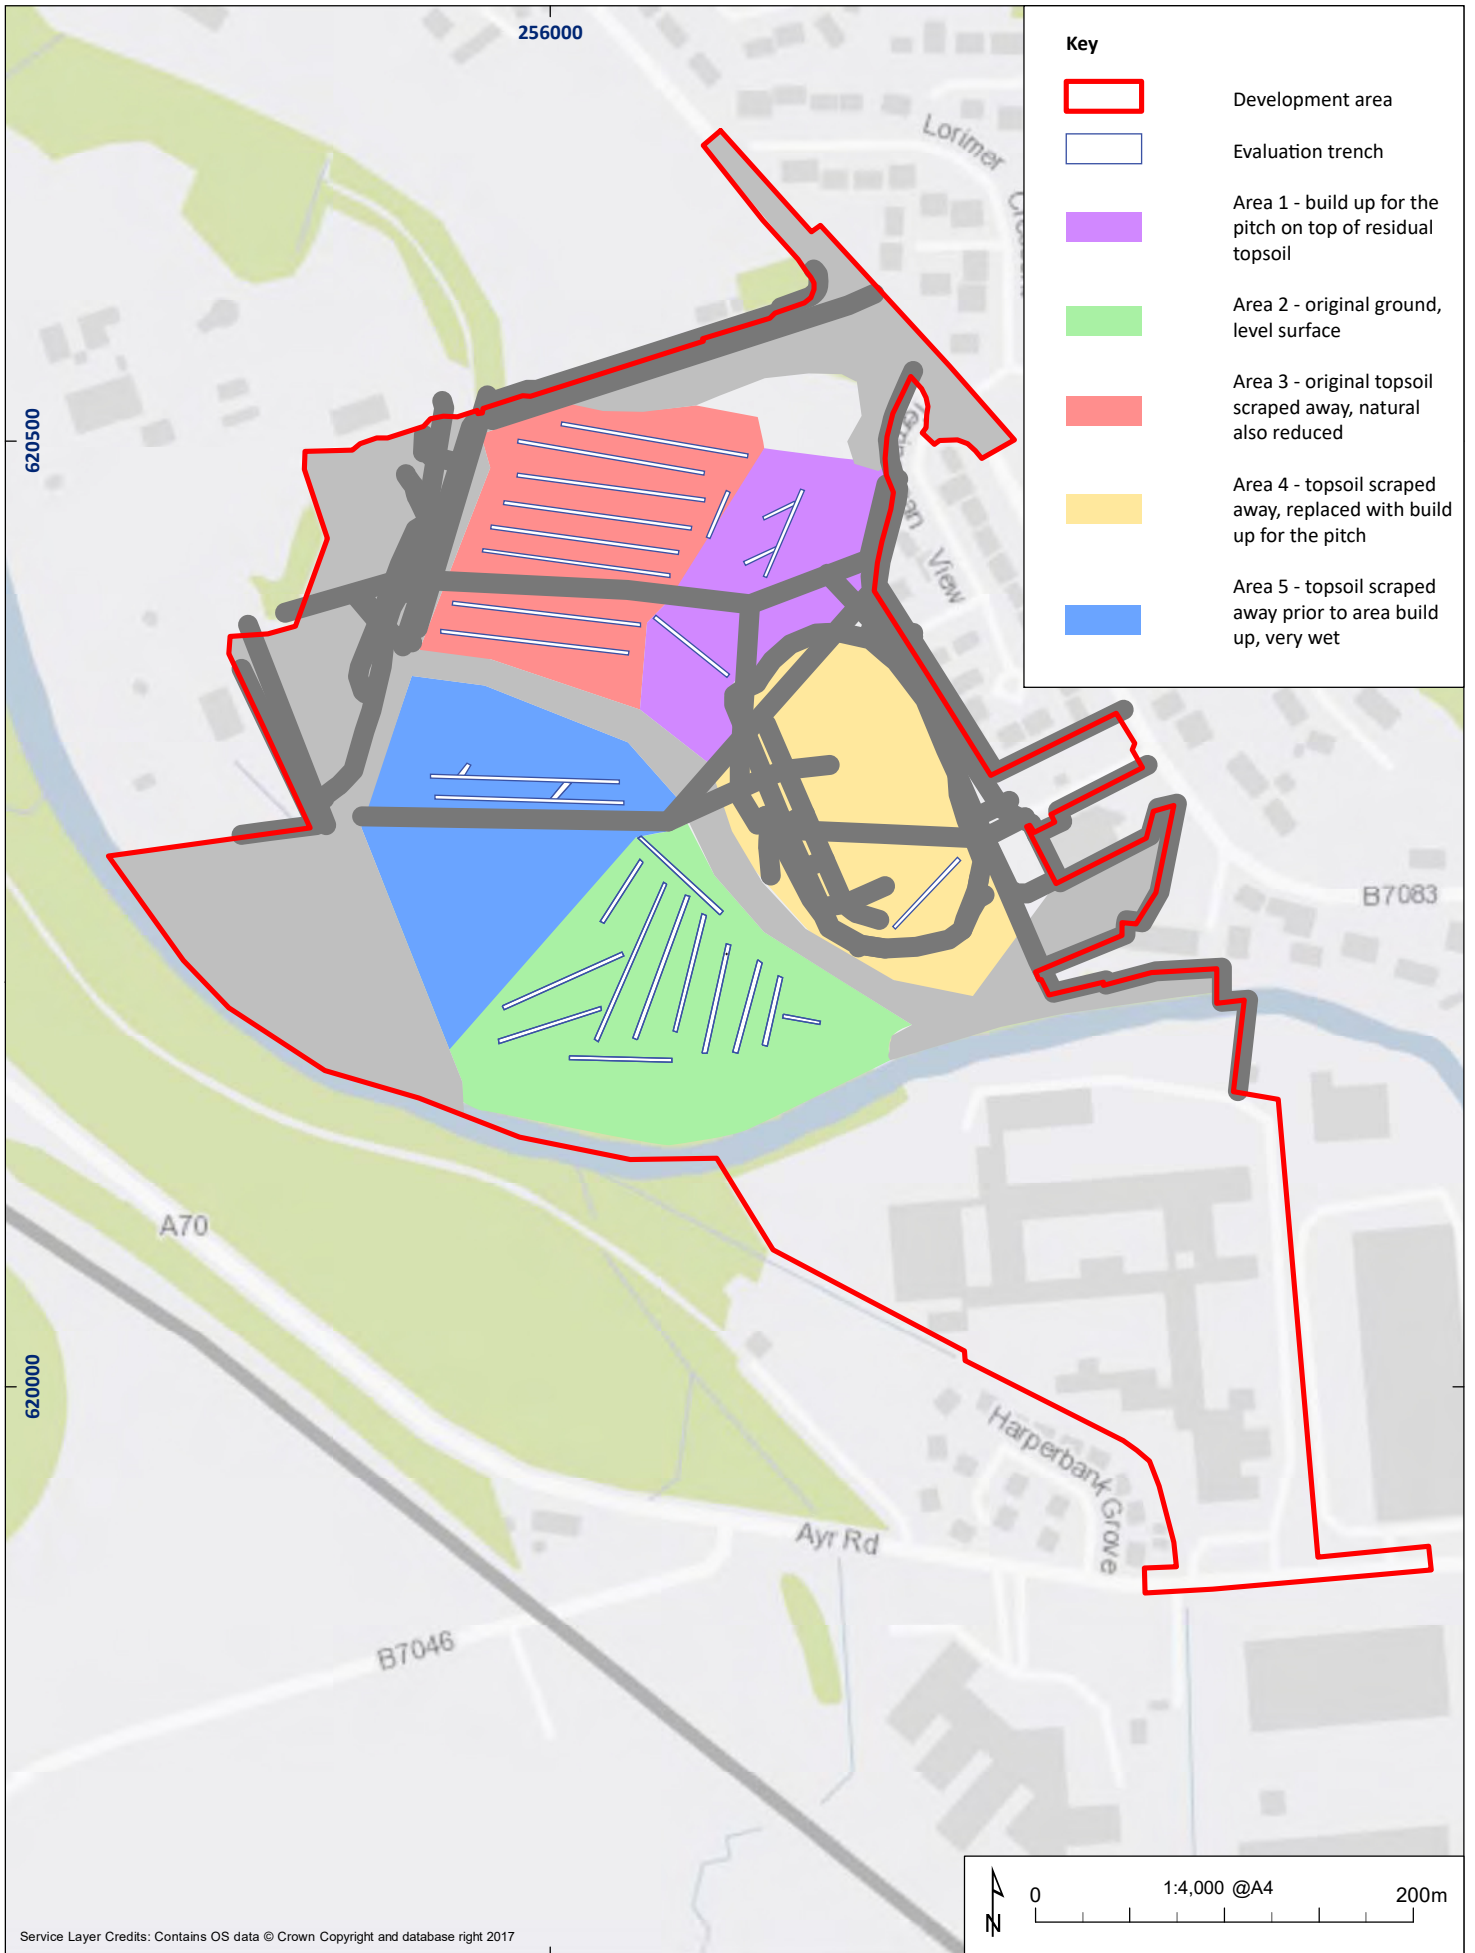 256000
620500
620000
Lorimer
View
B7083
A70
Harperbank Grove
Ayr Rd
B7046
Key
Development area
Evaluation trench
Area 1 - build up for the
pitch on top of residual
topsoil
Area 2 - original ground,
level surface
Area 3 - original topsoil
scraped away, natural
also reduced
Area 4 - topsoil scraped
away, replaced with build
up for the pitch
Area 5 - topsoil scraped
away prior to area build
up, very wet
N
0
1:4,000 @A4
200m
Service Layer Credits: Contains OS data © Crown Copyright and database right 2017